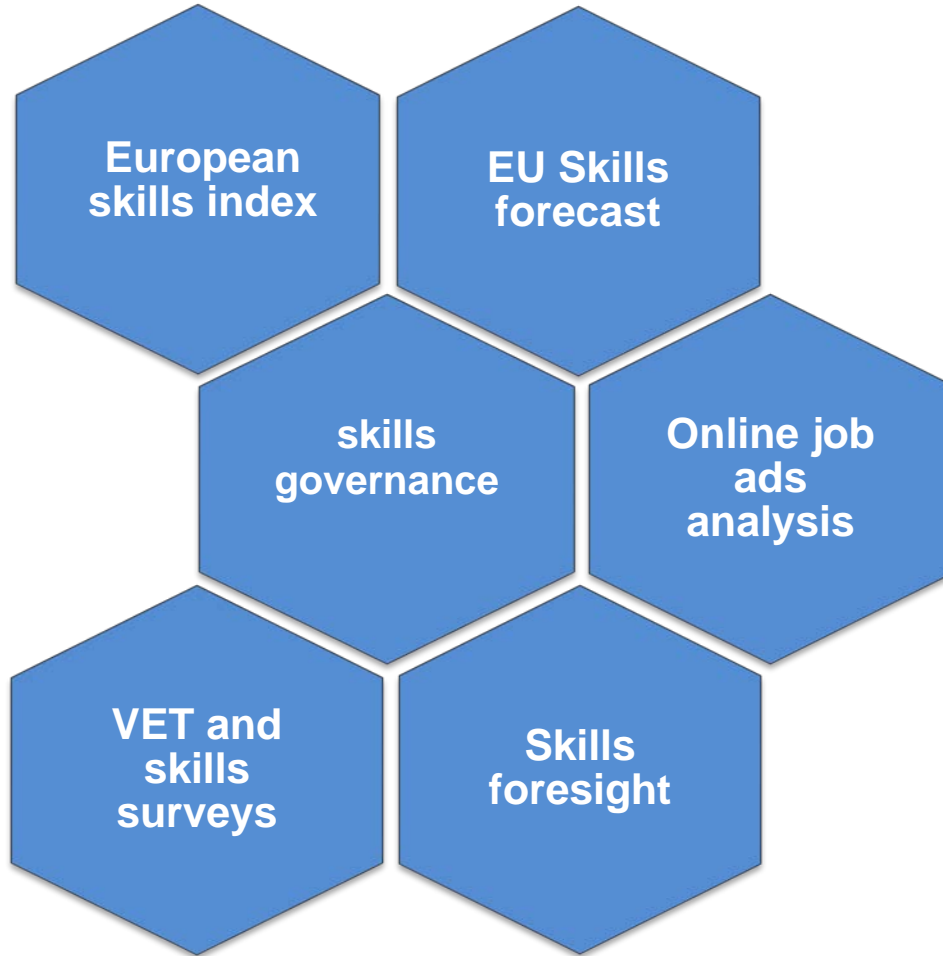 European
skills index
EU Skills
forecast
skills
governance
Online job
ads
analysis
VET and
skills
surveys
Skills
foresight